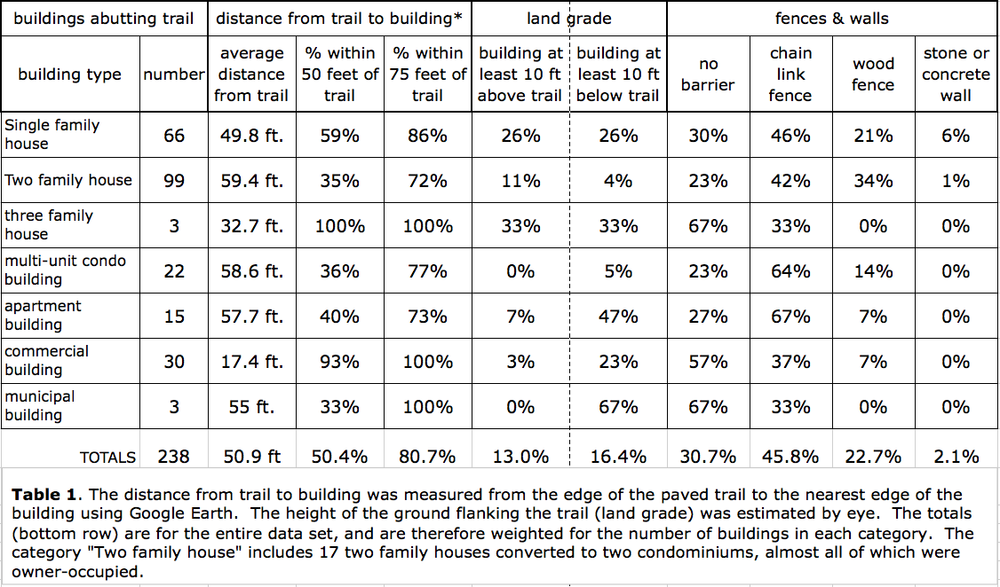 buildings abutting trail distance from trail to building* land grade fences & walls
building type number average distance from trail % within 50 feet of trail % within 75 feet of trail building at least 10 ft above trail building at least 10 ft below trail no barrier chain link fence wood fence stone or concrete wall
Single family house 66 49.8 ft. 59% 86% 26% 26% 30% 46% 21% 6%
Two family house 99 59.4 ft. 35% 72% 11% 4% 23% 42% 34% 1%
three family house 3 32.7 ft. 100% 100% 33% 33% 67% 33% 0% 0%
multi-unit condo building 22 58.6 ft. 36% 77% 0% 5% 23% 64% 14% 0%
apartment building 15 57.7 ft. 40% 73% 7% 47% 27% 67% 7% 0%
commercial building 30 17.4 ft. 93% 100% 3% 23% 57% 37% 7% 0%
municipal building 3 55 ft. 33% 100% 0% 67% 67% 33% 0% 0%
TOTALS 238 50.9 ft 50.4% 80.7% 13.0% 16.4% 30.7% 45.8% 22.7% 2.1%
Table 1. The distance from trail to building was measured from the edge of the paved trail to the nearest edge of the
building using Google Earth. The height of the ground flanking the trail (land grade) was estimated by eye. The totals
(bottom row) are for the entire data set, and are therefore weighted for the number of buildings in each category. The
category "Two family house" includes 17 two family houses converted to two condominiums, almost all of which were
owner-occupied.